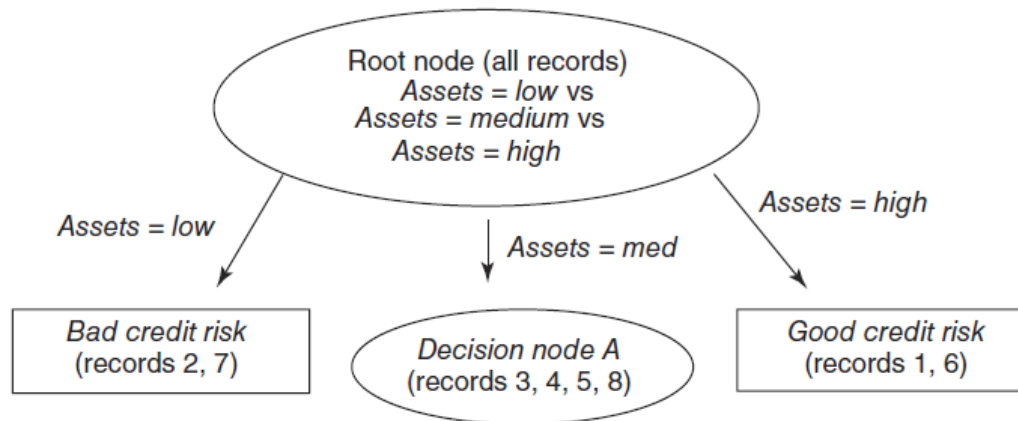 Root node (all records)
Assets = low vs
Assets = medium vs
Assets = high
Assets = low
Assets = med
Assets = high
Bad credit risk
(records 2, 7)
Decision node A
(records 3, 4, 5, 8)
Good credit risk
(records 1, 6)